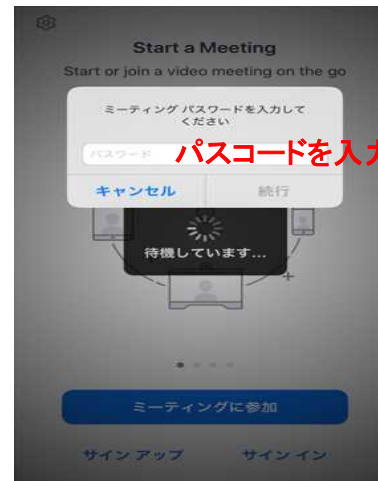 Start a Meeting
Start or join a video meeting on the go
ミーティング パスワードを入力して
ください
パスワード
パスコードを入力
キャンセル
続行
待機しています...
ミーティングに参加
サインアップ
サインイン